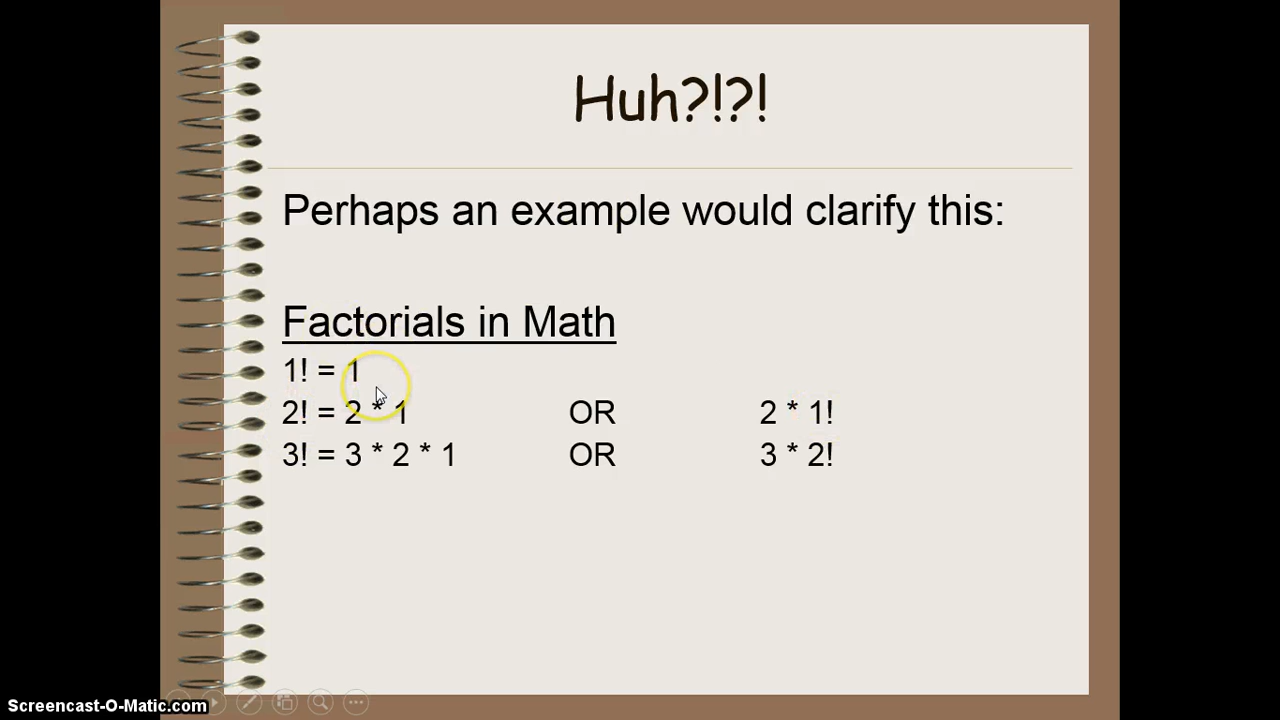 Huh?!?!
Perhaps an example would clarify this:
Factorials in Math
1! = 1
2! = 2 * 1 OR 2 * 1!
3! = 3 * 2 * 1 OR 3 * 2!
Screencast-O-Matic.com